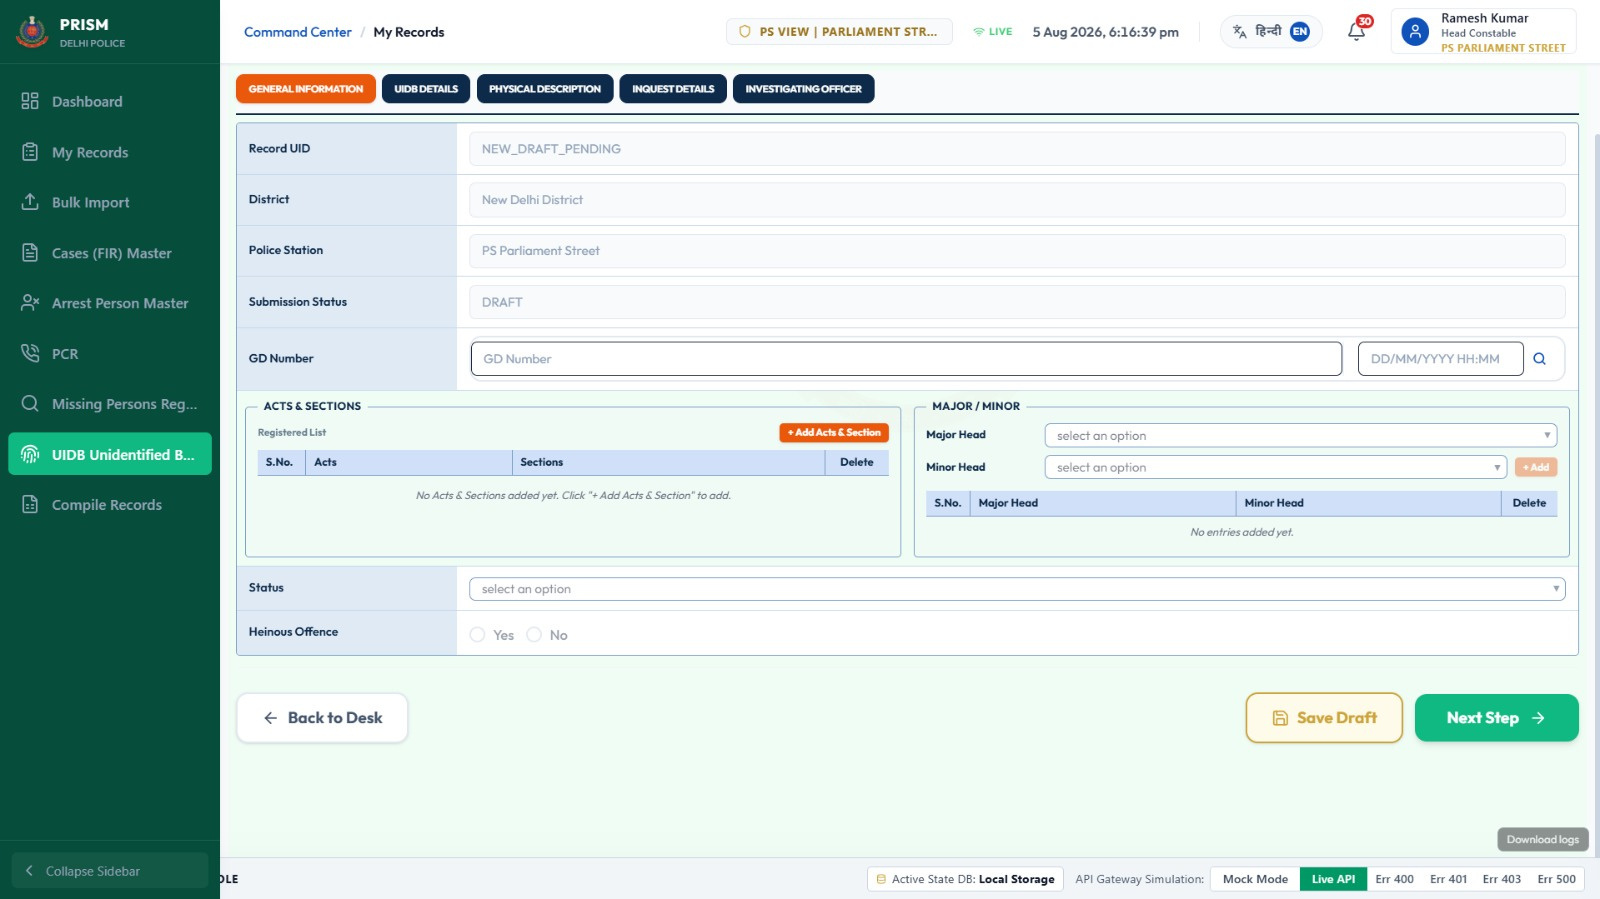 PRISM
DELHI POLICE
Dashboard
My Records
Bulk Import
Cases (FIR) Master
Arrest Person Master
PCR
Missing Persons Reg...
UIDB Unidentified B...
Compile Records
Collapse Sidebar
Command Center / My Records
PS VIEW | PARLIAMENT STR...
LIVE
5 Aug 2026, 6:16:39 pm
हिन्दी EN
30
Ramesh Kumar
Head Constable
PS PARLIAMENT STREET
GENERAL INFORMATION
UIDB DETAILS
PHYSICAL DESCRIPTION
INQUEST DETAILS
INVESTIGATING OFFICER
Record UID
NEW_DRAFT_PENDING
District
New Delhi District
Police Station
PS Parliament Street
Submission Status
DRAFT
GD Number
GD Number
DD/MM/YYYY HH:MM
ACTS & SECTIONS
Registered List
+ Add Acts & Section
S.No. Acts Sections Delete
No Acts & Sections added yet. Click "+ Add Acts & Section" to add.
MAJOR / MINOR
Major Head
select an option
Minor Head
select an option
+ Add
S.No. Major Head Minor Head Delete
No entries added yet.
Status
select an option
Heinous Offence
Yes No
Back to Desk
Save Draft
Next Step
Download logs
OLE
Active State DB: Local Storage
API Gateway Simulation:
Mock Mode
Live API
Err 400
Err 401
Err 403
Err 500